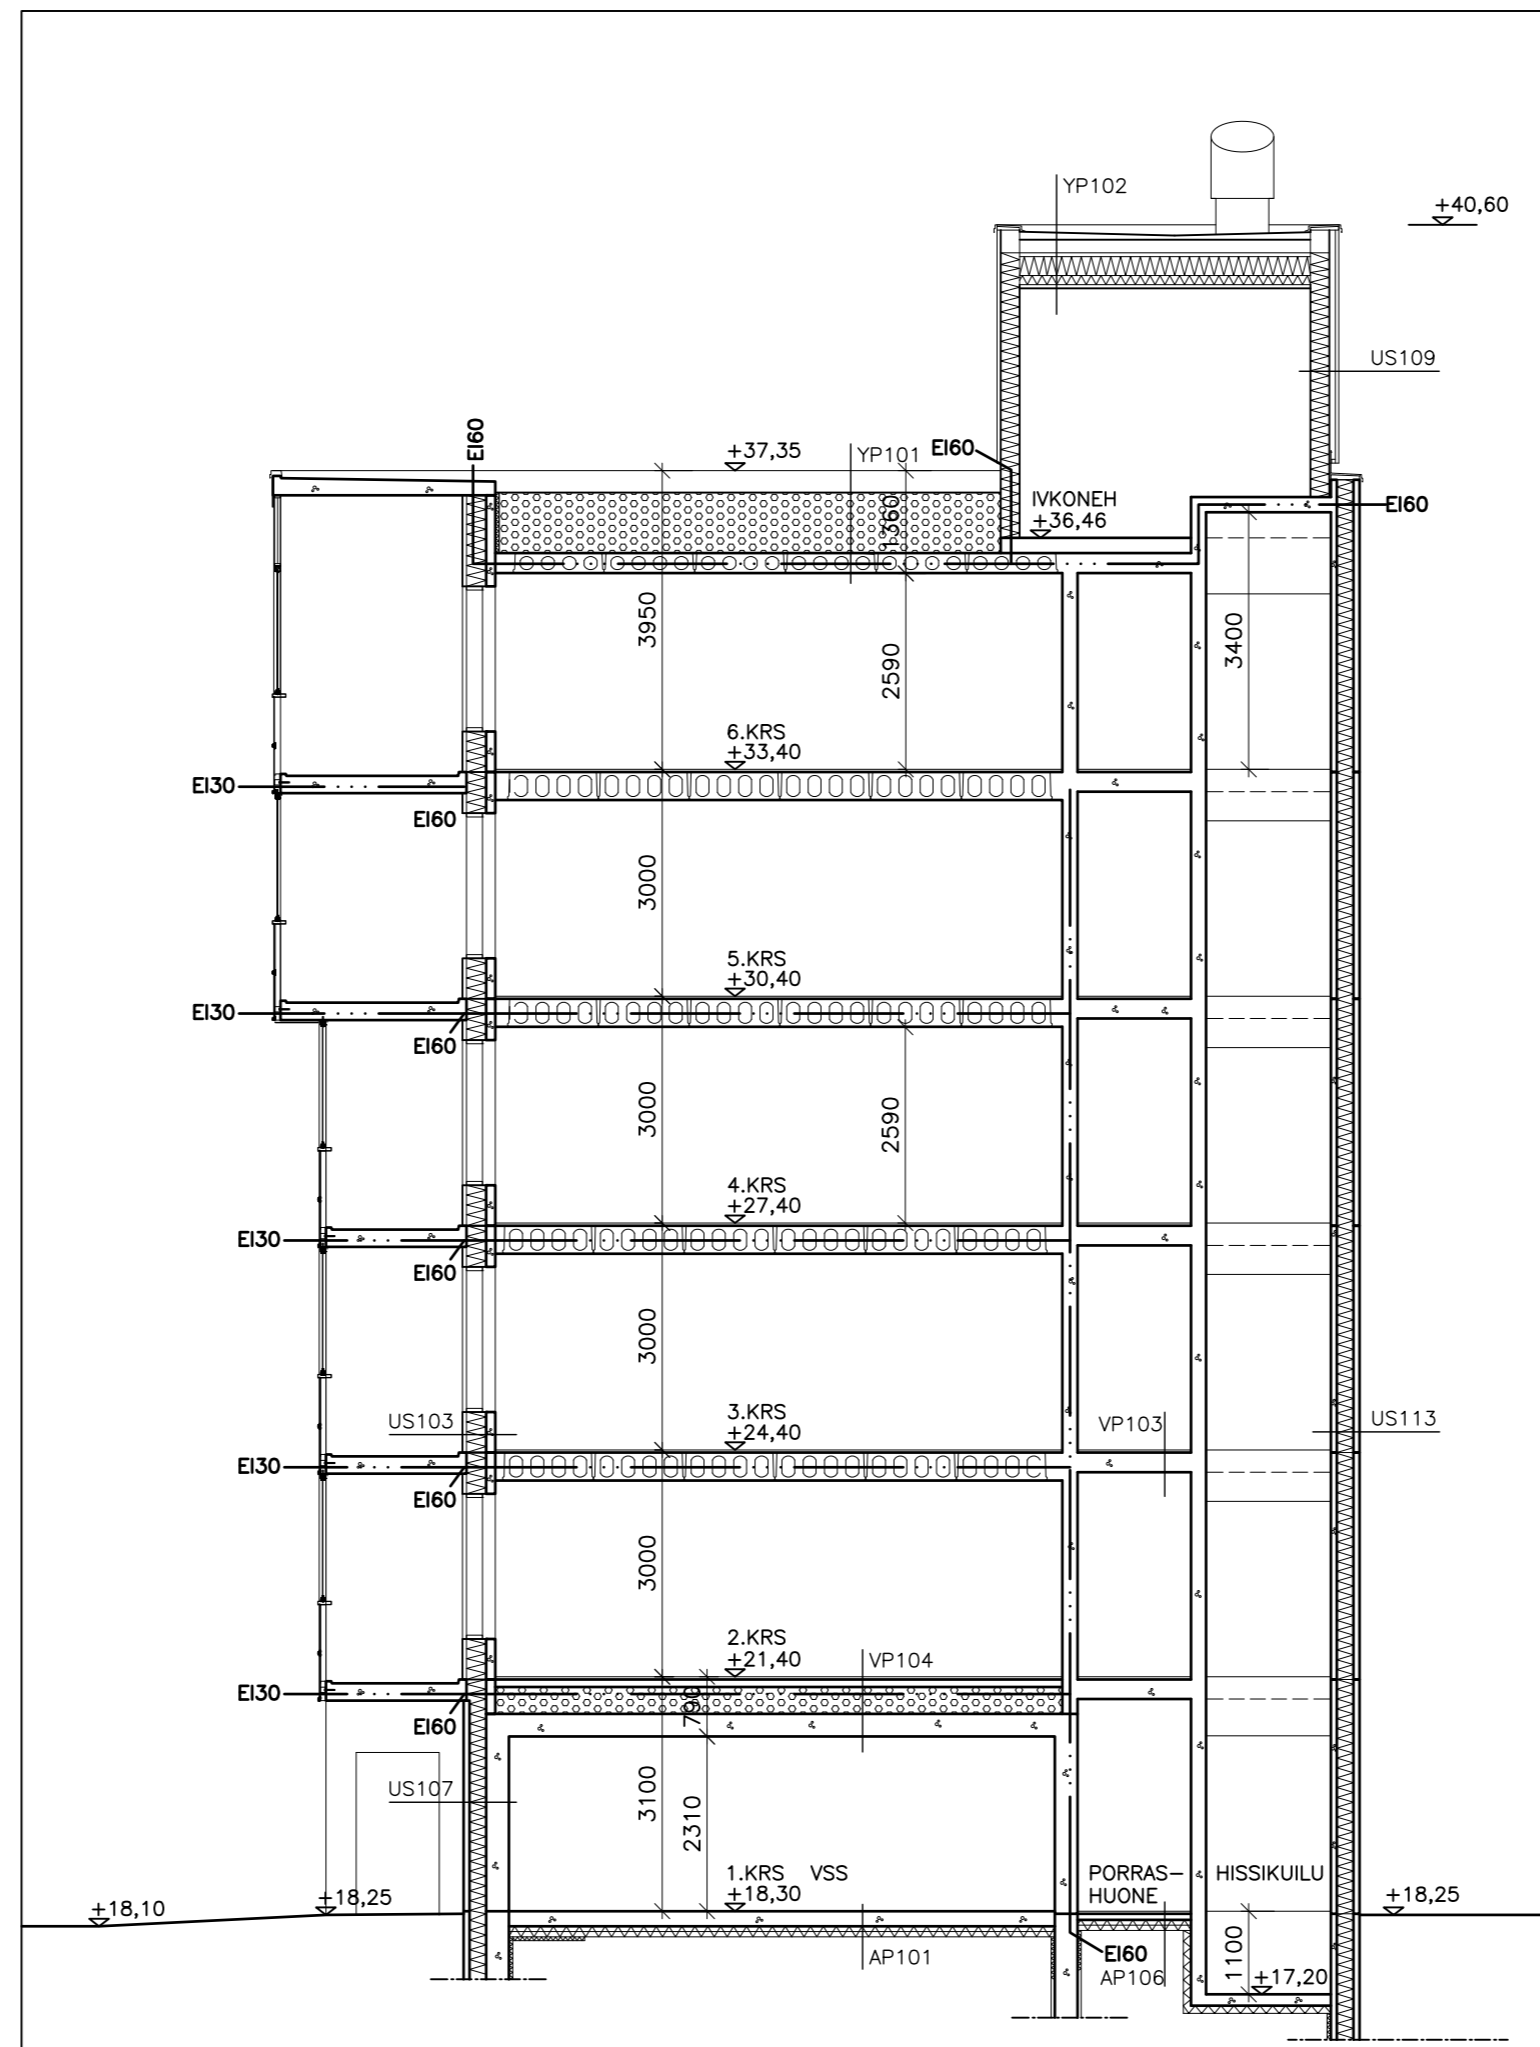 YP102
+40,60
US109
EI60
+37,35
YP101
EI60
1360
IVKONEH
+36,46
EI60
3950
2590
3400
6.KRS
+33,40
EI30
EI60
3000
5.KRS
+30,40
EI30
EI60
3000
2590
4.KRS
+27,40
EI30
EI60
3000
US103
3.KRS
+24,40
VP103
US113
EI30
EI60
3000
2.KRS
+21,40
VP104
EI30
790
EI60
US107
3100
2310
1.KRS VSS
+18,30
PORRAS-
HUONE
HISSIKUILU
+18,10
+18,25
+18,25
AP101
EI60
AP106
1100
+17,20